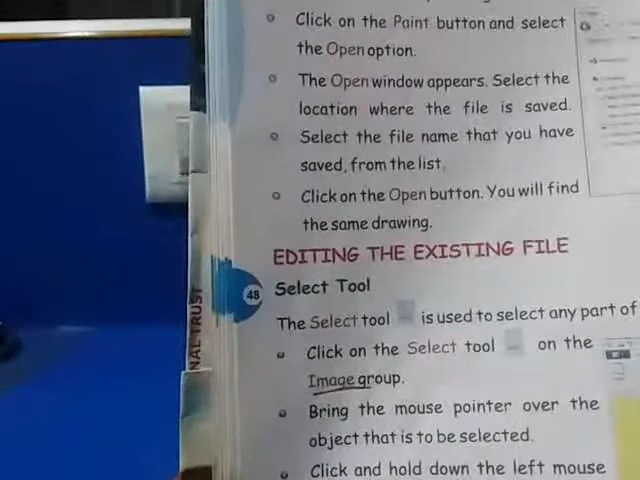 Click on the Paint button and select
the Open option.
The Open window appears. Select the
location where the file is saved.
Select the file name that you have
saved, from the list.
Click on the Open button. You will find
the same drawing.
EDITING THE EXISTING FILE
48
Select Tool
NAL TRUST
The Select tool is used to select any part of
Click on the Select tool on the
Image group.
Bring the mouse pointer over the
object that is to be selected.
Click and hold down the left mouse